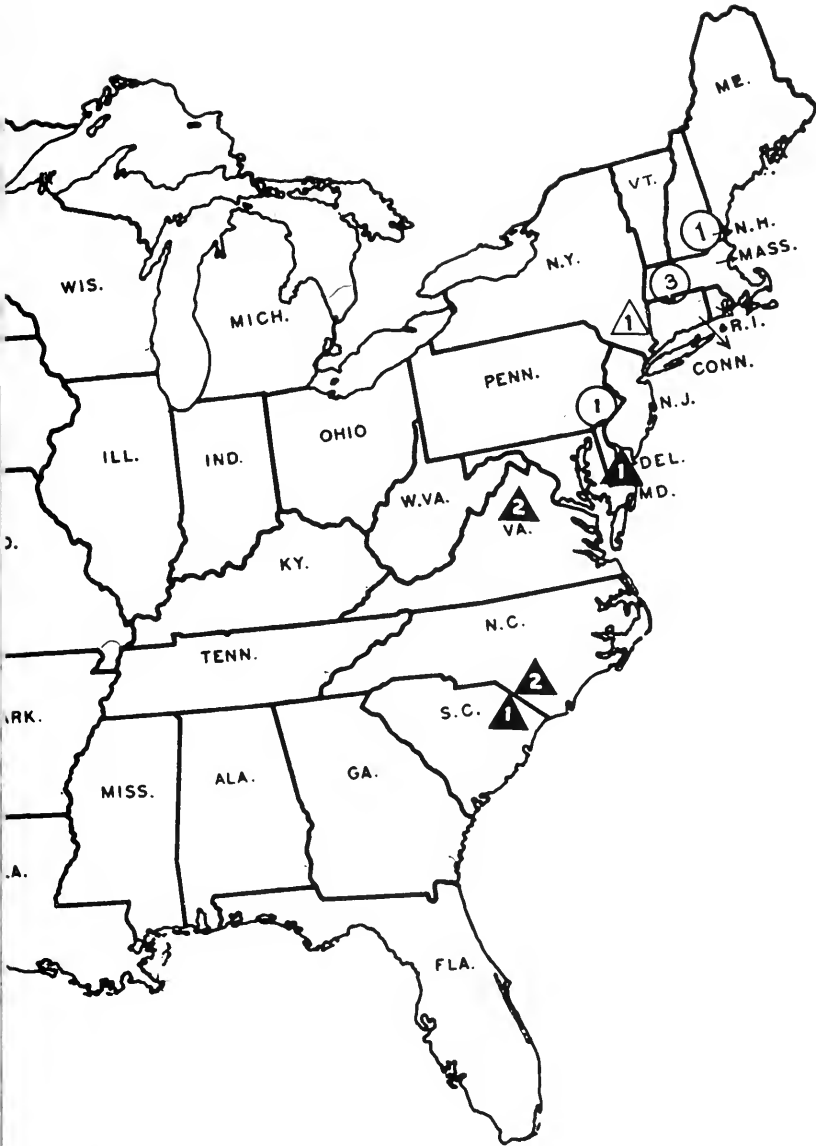 ME.
VT.
1
N.H.
MASS.
N.Y.
WIS.
3
MICH.
1
R.I.
CONN.
PENN.
N.J.
1
OHIO
ILL.
IND.
DEL.
1
MD.
W.VA.
2
VA.
O.
KY.
N.C.
TENN.
2
S.C.
1
ARK.
GA.
ALA.
MISS.
.A.
FLA.